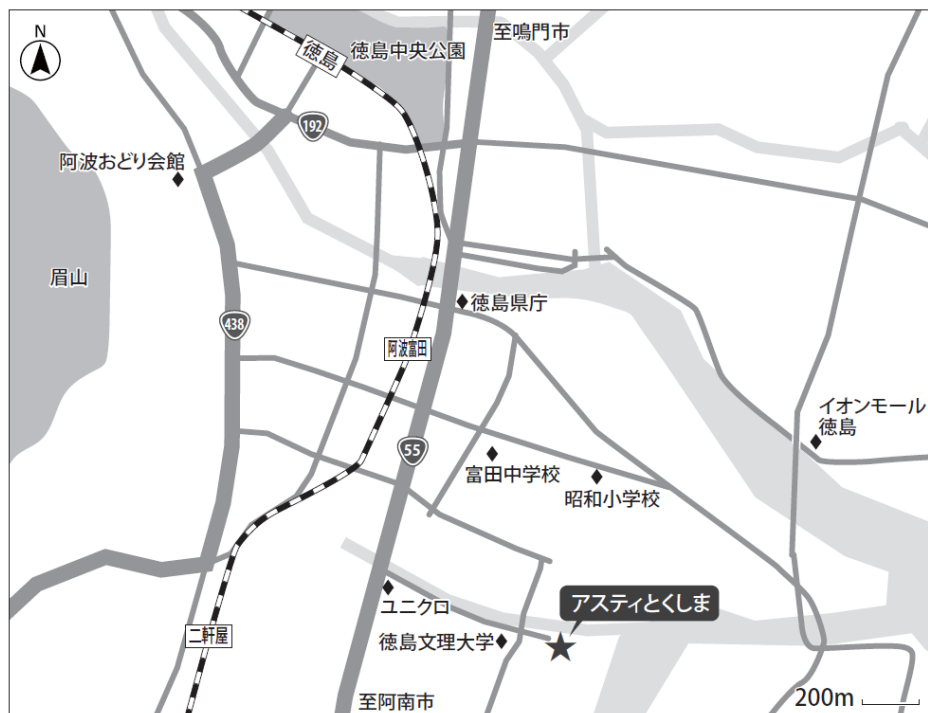 N
徳島
徳島中央公園
至鳴門市
192
阿波おどり会館
眉山
徳島県庁
438
阿波富田
イオンモール
徳島
55
富田中学校
昭和小学校
ユニクロ
アスティとくしま
二軒屋
徳島文理大学
至阿南市
200m